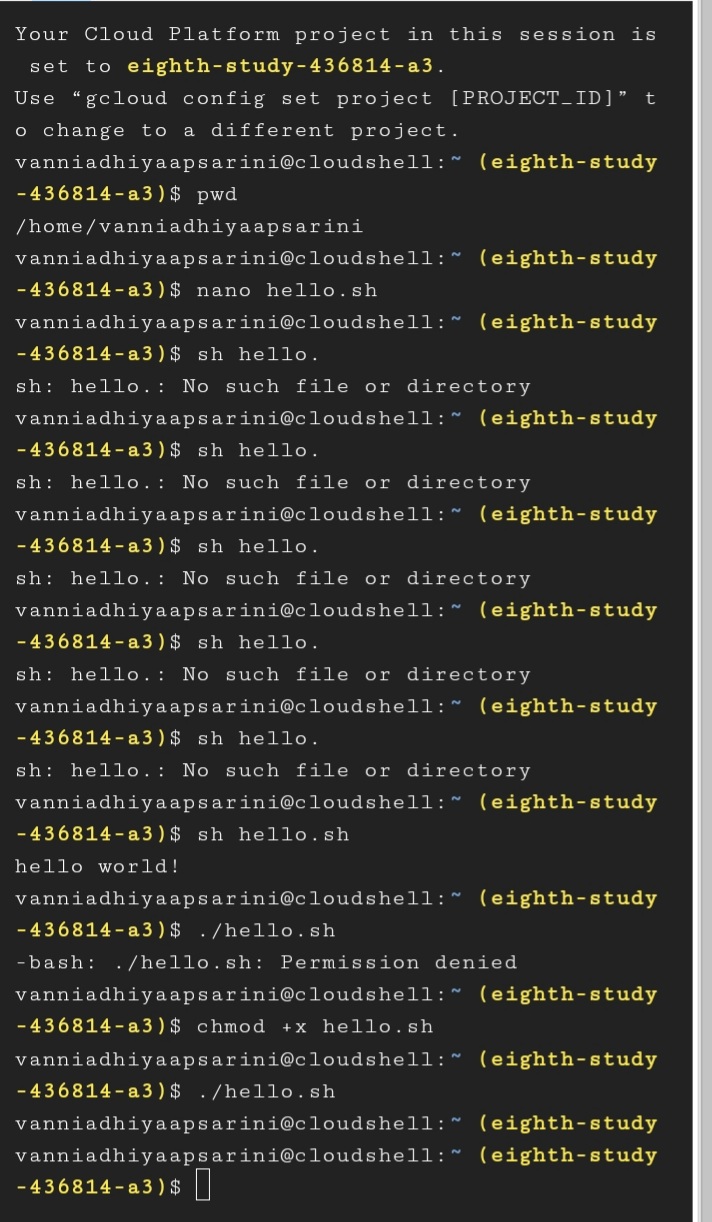 Your Cloud Platform project in this session is
 set to eighth-study-436814-a3.
Use “gcloud config set project [PROJECT_ID]” t
o change to a different project.
vanniadhiyaapsarini@cloudshell:~ (eighth-study
-436814-a3)$ pwd
/home/vanniadhiyaapsarini
vanniadhiyaapsarini@cloudshell:~ (eighth-study
-436814-a3)$ nano hello.sh
vanniadhiyaapsarini@cloudshell:~ (eighth-study
-436814-a3)$ sh hello.
sh: hello.: No such file or directory
vanniadhiyaapsarini@cloudshell:~ (eighth-study
-436814-a3)$ sh hello.
sh: hello.: No such file or directory
vanniadhiyaapsarini@cloudshell:~ (eighth-study
-436814-a3)$ sh hello.
sh: hello.: No such file or directory
vanniadhiyaapsarini@cloudshell:~ (eighth-study
-436814-a3)$ sh hello.
sh: hello.: No such file or directory
vanniadhiyaapsarini@cloudshell:~ (eighth-study
-436814-a3)$ sh hello.
sh: hello.: No such file or directory
vanniadhiyaapsarini@cloudshell:~ (eighth-study
-436814-a3)$ sh hello.sh
hello world!
vanniadhiyaapsarini@cloudshell:~ (eighth-study
-436814-a3)$ ./hello.sh
-bash: ./hello.sh: Permission denied
vanniadhiyaapsarini@cloudshell:~ (eighth-study
-436814-a3)$ chmod +x hello.sh
vanniadhiyaapsarini@cloudshell:~ (eighth-study
-436814-a3)$ ./hello.sh
vanniadhiyaapsarini@cloudshell:~ (eighth-study
vanniadhiyaapsarini@cloudshell:~ (eighth-study
-436814-a3)$